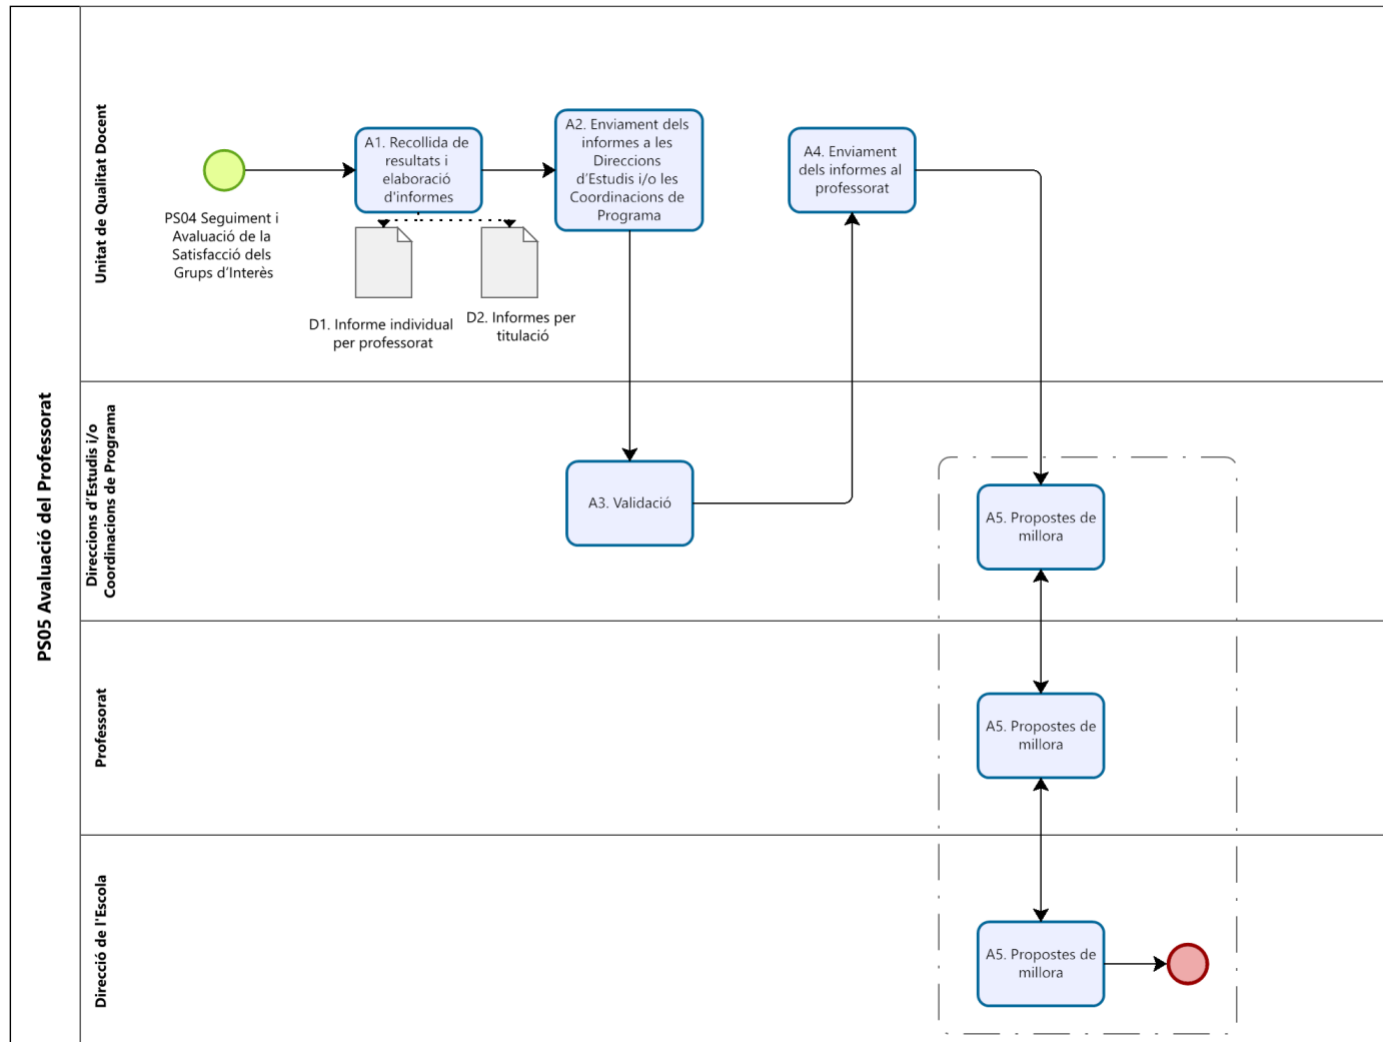 PS05 Avaluació del Professorat
Unitat de Qualitat Docent
PS04 Seguiment i
Avaluació de la
Satisfacció dels
Grups d’Interès
A1. Recollida de
resultats i
elaboració
d'informes
D1. Informe individual
per professorat
D2. Informes per
titulació
A2. Enviament dels
informes a les
Direccions
d’Estudis i/o les
Coordinacions de
Programa
A4. Enviament
dels informes al
professorat
Direccions d’Estudis i/o
Coordinacions de Programa
A3. Validació
A5. Propostes de
millora
Professorat
A5. Propostes de
millora
Direcció de l'Escola
A5. Propostes de
millora